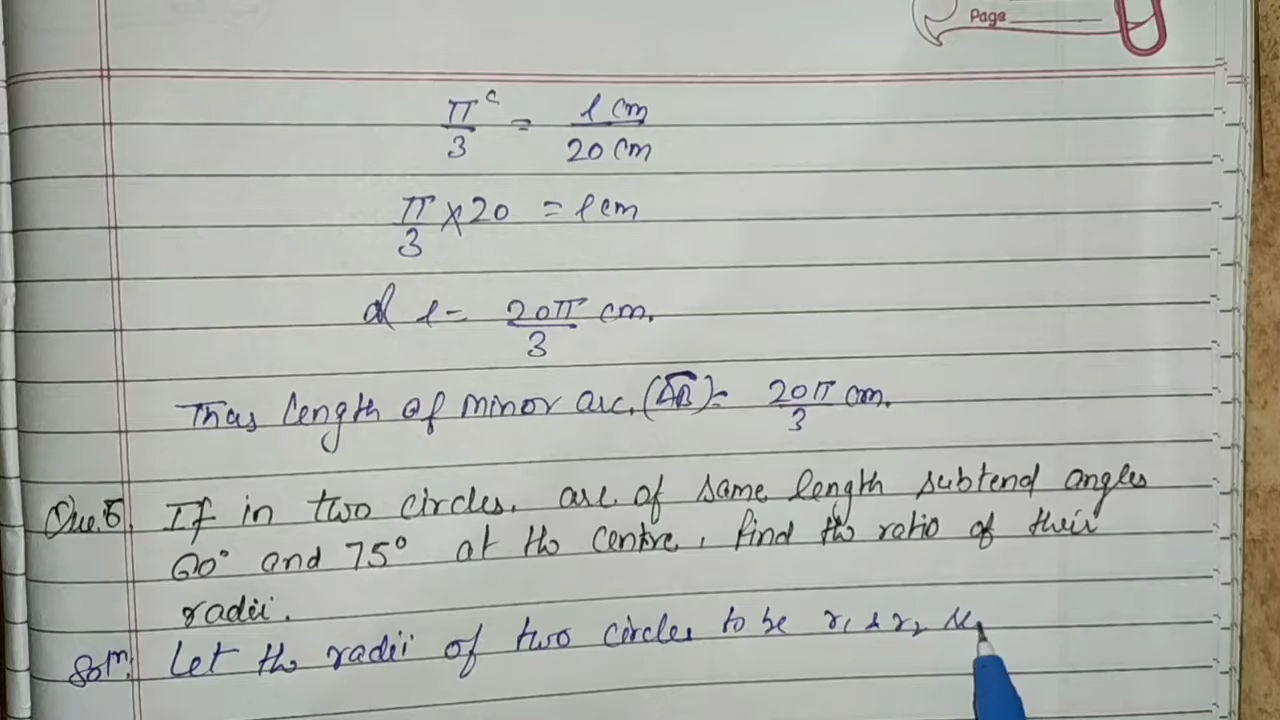 Page
π/3 ᶜ = l cm/20 cm
π/3 × 20 = l cm
l = 20π/3 cm.
Thus length of minor arc. (AB) = 20π/3 cm.
Que.6. If in two circles, arc of same length subtend angles
60° and 75° at the centre, find the ratio of their
radii.
Solⁿ. Let the radii of two circles to be r₁ & r₂